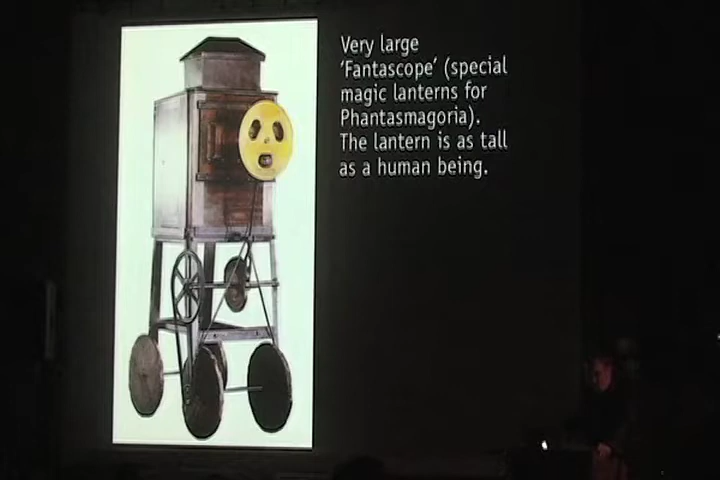 Very large
‘Fantascope’ (special
magic lanterns for
Phantasmagoria).
The lantern is as tall
as a human being.